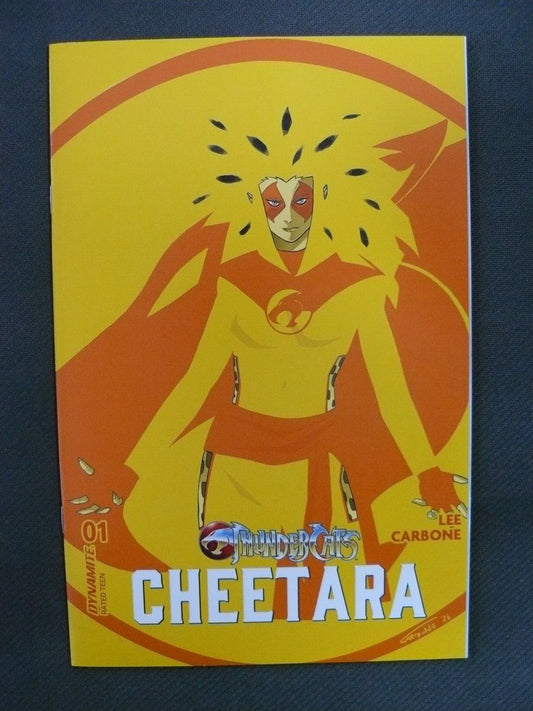 LEE
CARBONE
01
DYNAMITE
RATED TEEN
THUNDERCATS
CHEETARA